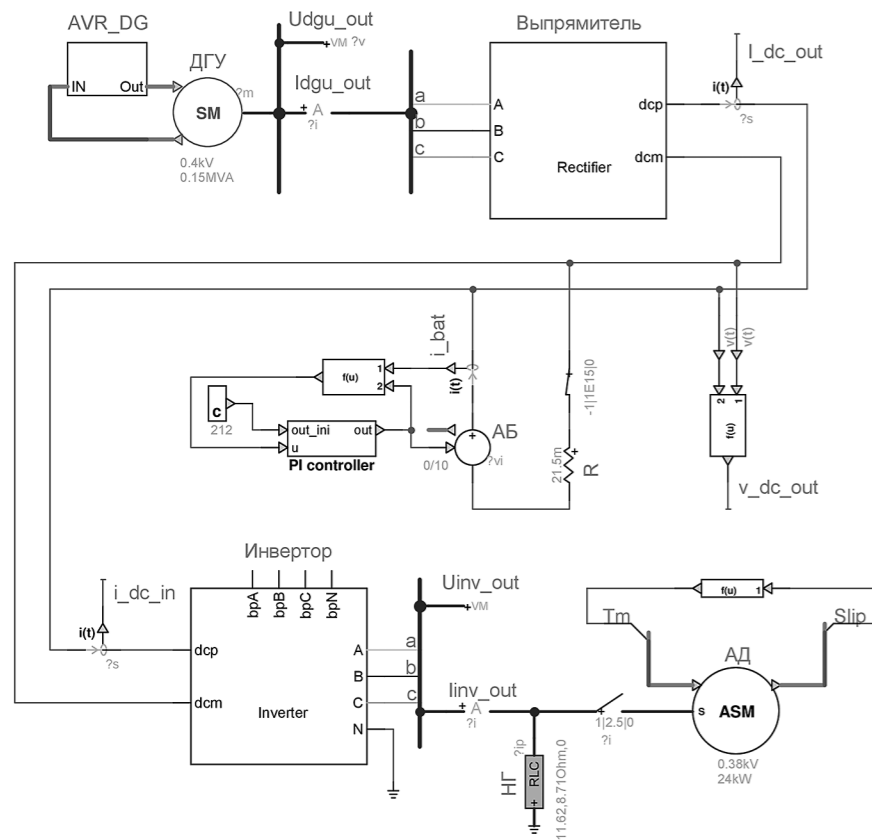 AVR_DG
IN
Out
ДГУ
?m
SM
0.4kV
0.15MVA
Udgu_out
+VM ?v
Idgu_out
+ A
?i
Выпрямитель
a
b
c
A
B
C
dcp
dcm
Rectifier
I_dc_out
i(t)
?s
i_bat
i(t)
f(u)
1
2
c
212
out_ini
out
u
PI controller
0/10
АБ
+
?vi
-1|1E15|0
+
21.5m
R
v(t)
v(t)
2
1
f(u)
v_dc_out
i_dc_in
i(t)
?s
Инвертор
bpA
bpB
bpC
bpN
dcp
dcm
A
B
C
N
Inverter
a
b
c
Uinv_out
+VM
Iinv_out
+ A
?i
?ip
НГ
+ RLC
11.62,8.71Ohm,0
+
1|2.5|0
?i
f(u)
1
Tm
Slip
АД
S
ASM
0.38kV
24kW